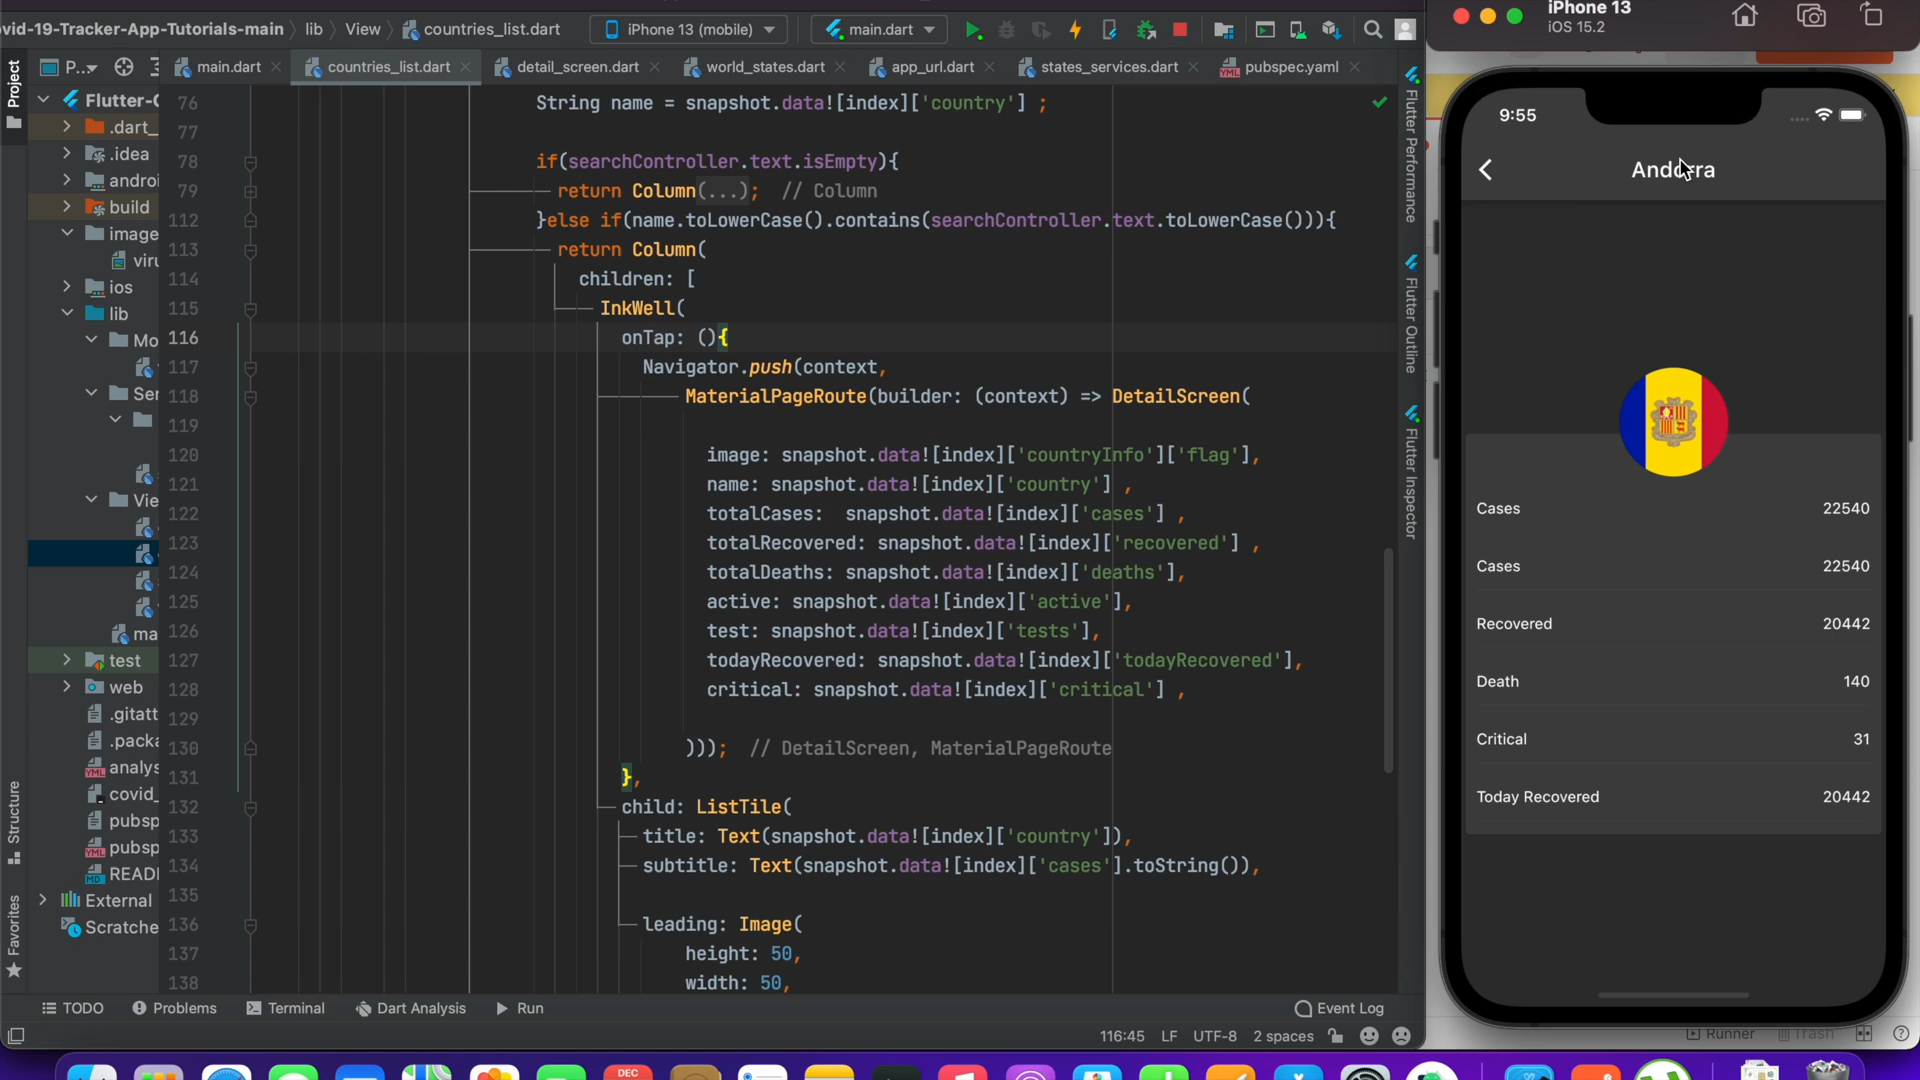 vid-19-Tracker-App-Tutorials-main lib View countries_list.dart iPhone 13 (mobile) main.dart
P... main.dart countries_list.dart detail_screen.dart world_states.dart app_url.dart states_services.dart pubspec.yaml
Project
Structure
Favorites
Flutter-C
.dart_
.idea
androi
build
image
viru
ios
lib
Mo
Ser
Vie
ma
test
web
.gitatt
.packa
analys
covid_
pubsp
pubsp
READI
External
Scratche
76 String name = snapshot.data![index]['country'] ;
77
78 if(searchController.text.isEmpty){
79 return Column(...); // Column
112 }else if(name.toLowerCase().contains(searchController.text.toLowerCase())){
113 return Column(
114 children: [
115 InkWell(
116 onTap: (){
117 Navigator.push(context,
118 MaterialPageRoute(builder: (context) => DetailScreen(
119
120 image: snapshot.data![index]['countryInfo']['flag'],
121 name: snapshot.data![index]['country'] ,
122 totalCases: snapshot.data![index]['cases'] ,
123 totalRecovered: snapshot.data![index]['recovered'] ,
124 totalDeaths: snapshot.data![index]['deaths'],
125 active: snapshot.data![index]['active'],
126 test: snapshot.data![index]['tests'],
127 todayRecovered: snapshot.data![index]['todayRecovered'],
128 critical: snapshot.data![index]['critical'] ,
129
130 ))); // DetailScreen, MaterialPageRoute
131 },
132 child: ListTile(
133 title: Text(snapshot.data![index]['country']),
134 subtitle: Text(snapshot.data![index]['cases'].toString()),
135
136 leading: Image(
137 height: 50,
138 width: 50,
Flutter Performance
Flutter Outline
Flutter Inspector
TODO Problems Terminal Dart Analysis Run Event Log
116:45 LF UTF-8 2 spaces
iPhone 13
iOS 15.2
9:55
Andorra
Cases 22540
Cases 22540
Recovered 20442
Death 140
Critical 31
Today Recovered 20442
Runner Trash
DEC